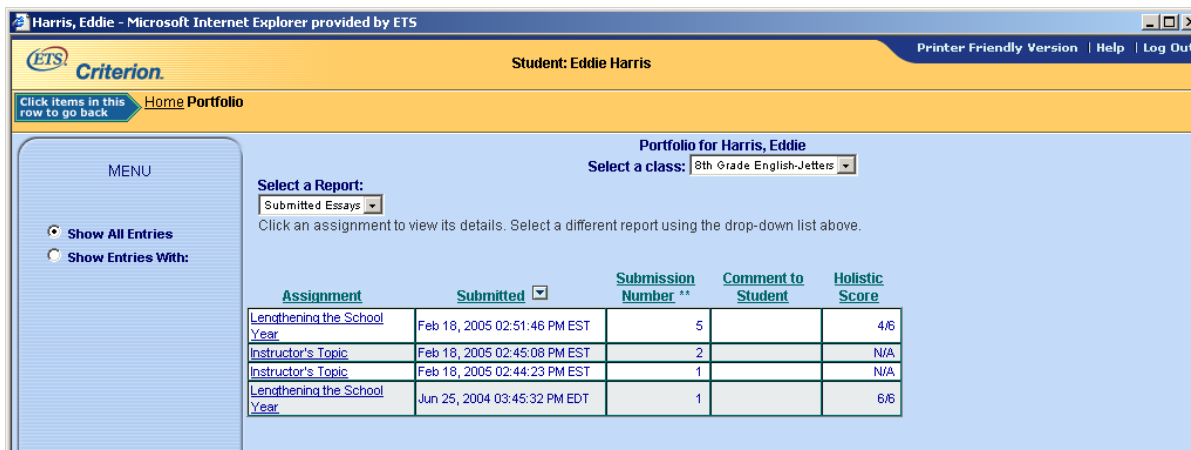 Harris, Eddie - Microsoft Internet Explorer provided by ETS
Printer Friendly Version | Help | Log Out
ETS Criterion.
Student: Eddie Harris
Click items in this
row to go back
Home Portfolio
Portfolio for Harris, Eddie
MENU
Select a class: 8th Grade English-Jetters
Select a Report:
Submitted Essays
Click an assignment to view its details. Select a different report using the drop-down list above.
Show All Entries
Show Entries With:
Assignment Submitted Submission Number ** Comment to Student Holistic Score
Lengthening the School Year Feb 18, 2005 02:51:46 PM EST 5 4/6
Instructor's Topic Feb 18, 2005 02:45:08 PM EST 2 N/A
Instructor's Topic Feb 18, 2005 02:44:23 PM EST 1 N/A
Lengthening the School Year Jun 25, 2004 03:45:32 PM EDT 1 6/6